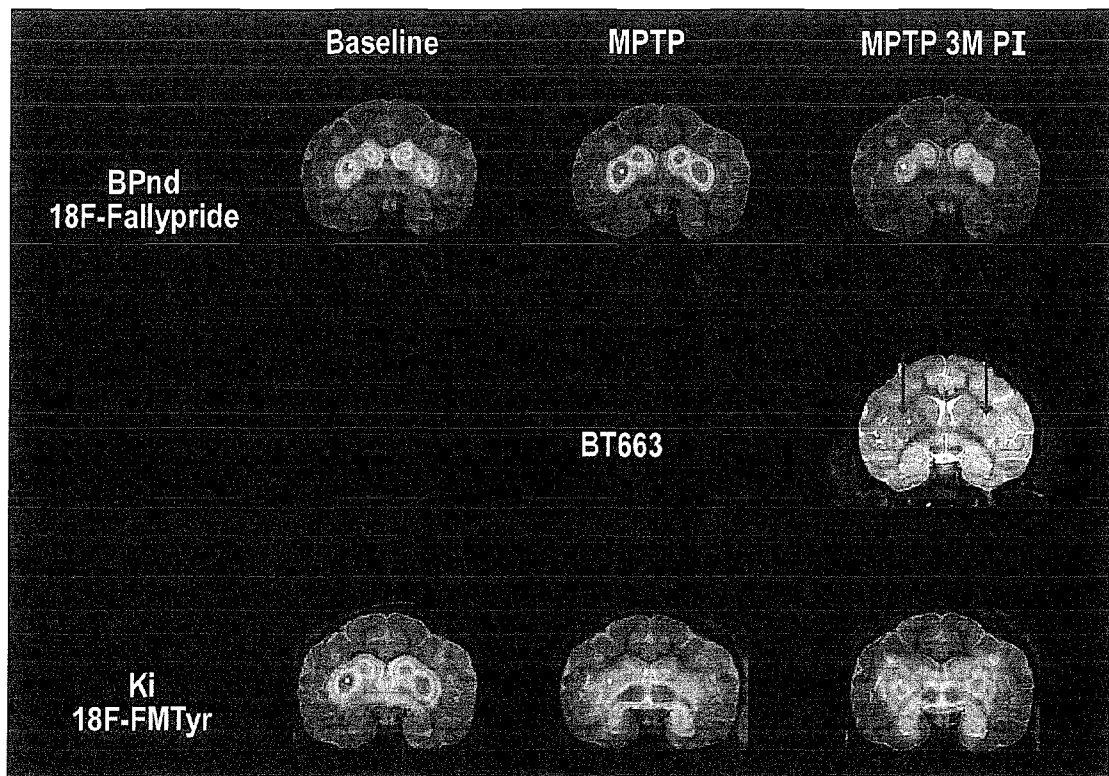 Baseline
MPTP
MPTP 3M PI
BPnd
18F-Fallypride
BT663
Ki
18F-FMTyr